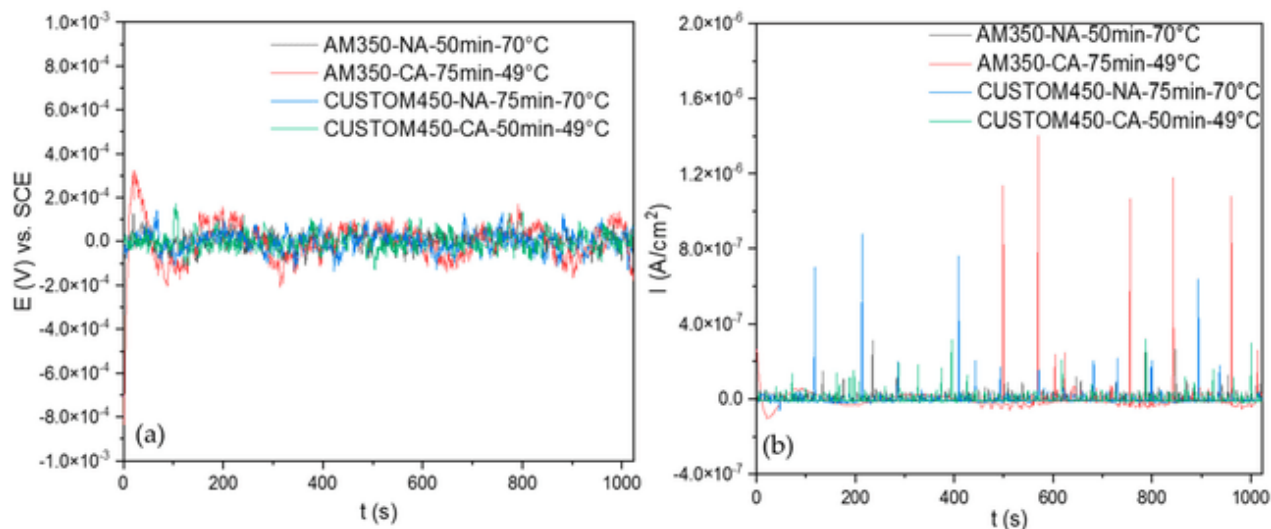 1.0×10⁻³
8.0×10⁻⁴
6.0×10⁻⁴
4.0×10⁻⁴
2.0×10⁻⁴
0.0
-2.0×10⁻⁴
-4.0×10⁻⁴
-6.0×10⁻⁴
-8.0×10⁻⁴
-1.0×10⁻³
E (V) vs. SCE
AM350-NA-50min-70°C
AM350-CA-75min-49°C
CUSTOM450-NA-75min-70°C
CUSTOM450-CA-50min-49°C
(a)
0 200 400 600 800 1000
t (s)
2.0×10⁻⁶
1.6×10⁻⁶
1.2×10⁻⁶
8.0×10⁻⁷
4.0×10⁻⁷
0.0
-4.0×10⁻⁷
I (A/cm²)
AM350-NA-50min-70°C
AM350-CA-75min-49°C
CUSTOM450-NA-75min-70°C
CUSTOM450-CA-50min-49°C
(b)
0 200 400 600 800 1000
t (s)